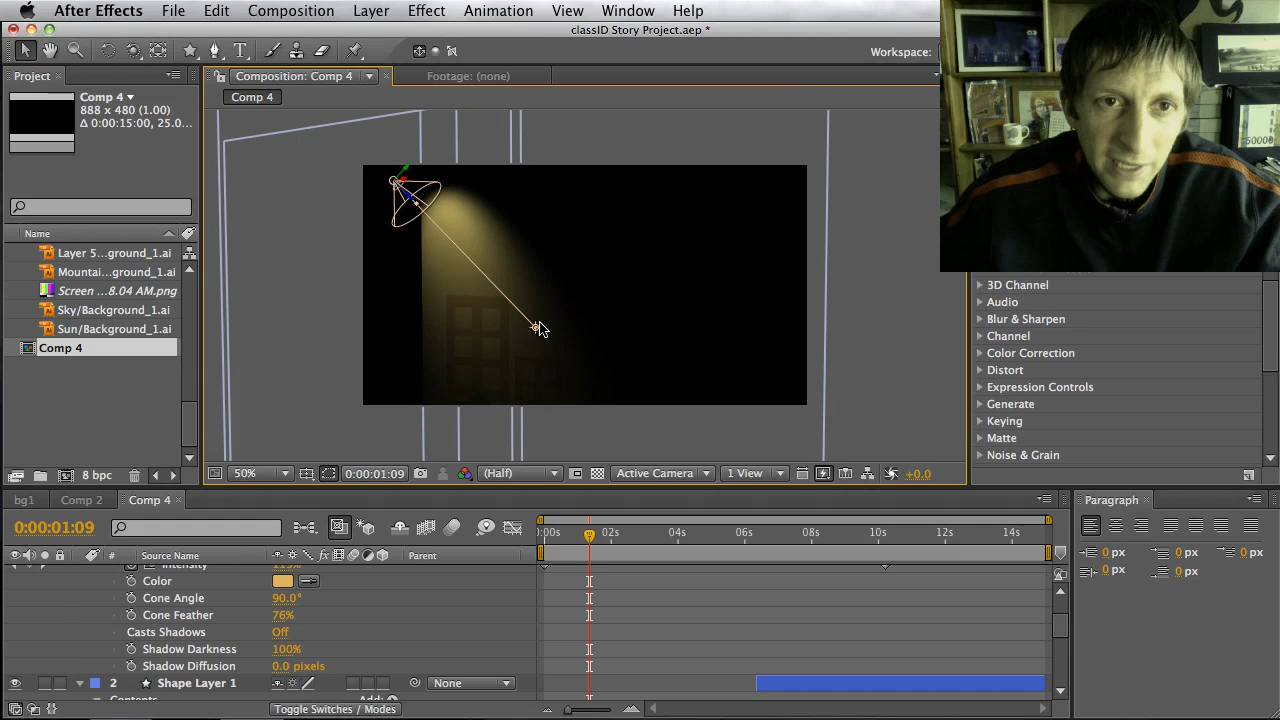 After Effects File Edit Composition Layer Effect Animation View Window Help
classID Story Project.aep *
Workspace:
Project
Composition: Comp 4
Footage: (none)
Comp 4
Comp 4
888 x 480 (1.00)
Δ 0:00:15:00, 25.0...
Name
Layer 5...ground_1.ai
Mountai...ground_1.ai
Screen ...8.04 AM.png
Sky/Background_1.ai
Sun/Background_1.ai
Comp 4
8 bpc
50%
0:00:01:09
(Half)
Active Camera
1 View
+0.0
3D Channel
Audio
Blur & Sharpen
Channel
Color Correction
Distort
Expression Controls
Generate
Keying
Matte
Noise & Grain
bg1
Comp 2
Comp 4
0:00:01:09
# Source Name
Parent
:00s 02s 04s 06s 08s 10s 12s 14s
Intensity 115%
Color
Cone Angle 90.0°
Cone Feather 76%
Casts Shadows Off
Shadow Darkness 100%
Shadow Diffusion 0.0 pixels
2 Shape Layer 1 None
Contents Add:
Toggle Switches / Modes
Paragraph
0 px 0 px 0 px
0 px 0 px